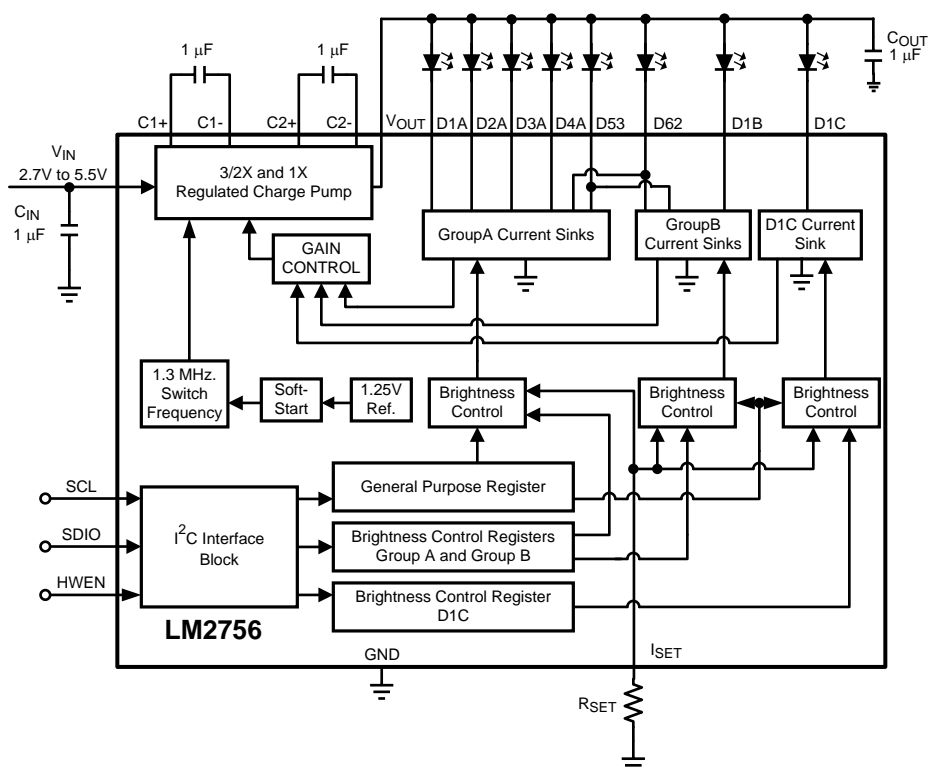 1 μF
1 μF
COUT
1 μF
C1+
C1-
C2+
C2-
VOUT
D1A
D2A
D3A
D4A
D53
D62
D1B
D1C
VIN
2.7V to 5.5V
CIN
1 μF
3/2X and 1X
Regulated Charge Pump
GroupA Current Sinks
GroupB
Current Sinks
D1C Current
Sink
GAIN
CONTROL
1.3 MHz.
Switch
Frequency
Soft-
Start
1.25V
Ref.
Brightness
Control
Brightness
Control
Brightness
Control
SCL
SDIO
HWEN
I2C Interface
Block
General Purpose Register
Brightness Control Registers
Group A and Group B
Brightness Control Register
D1C
LM2756
GND
ISET
RSET